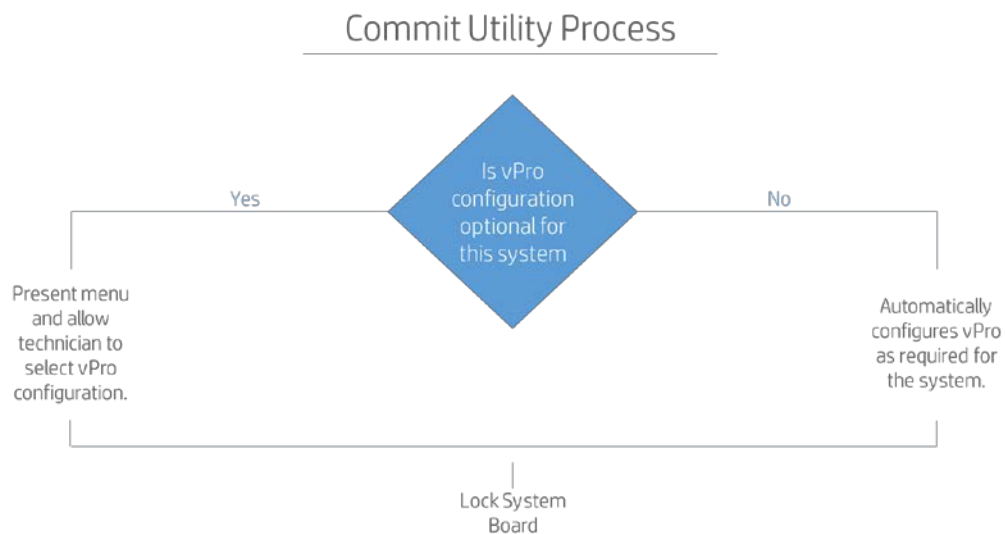 Commit Utility Process
Is vPro
configuration
optional for
this system
Yes
No
Present menu
and allow
technician to
select vPro
configuration.
Automatically
configures vPro
as required for
the system.
Lock System
Board